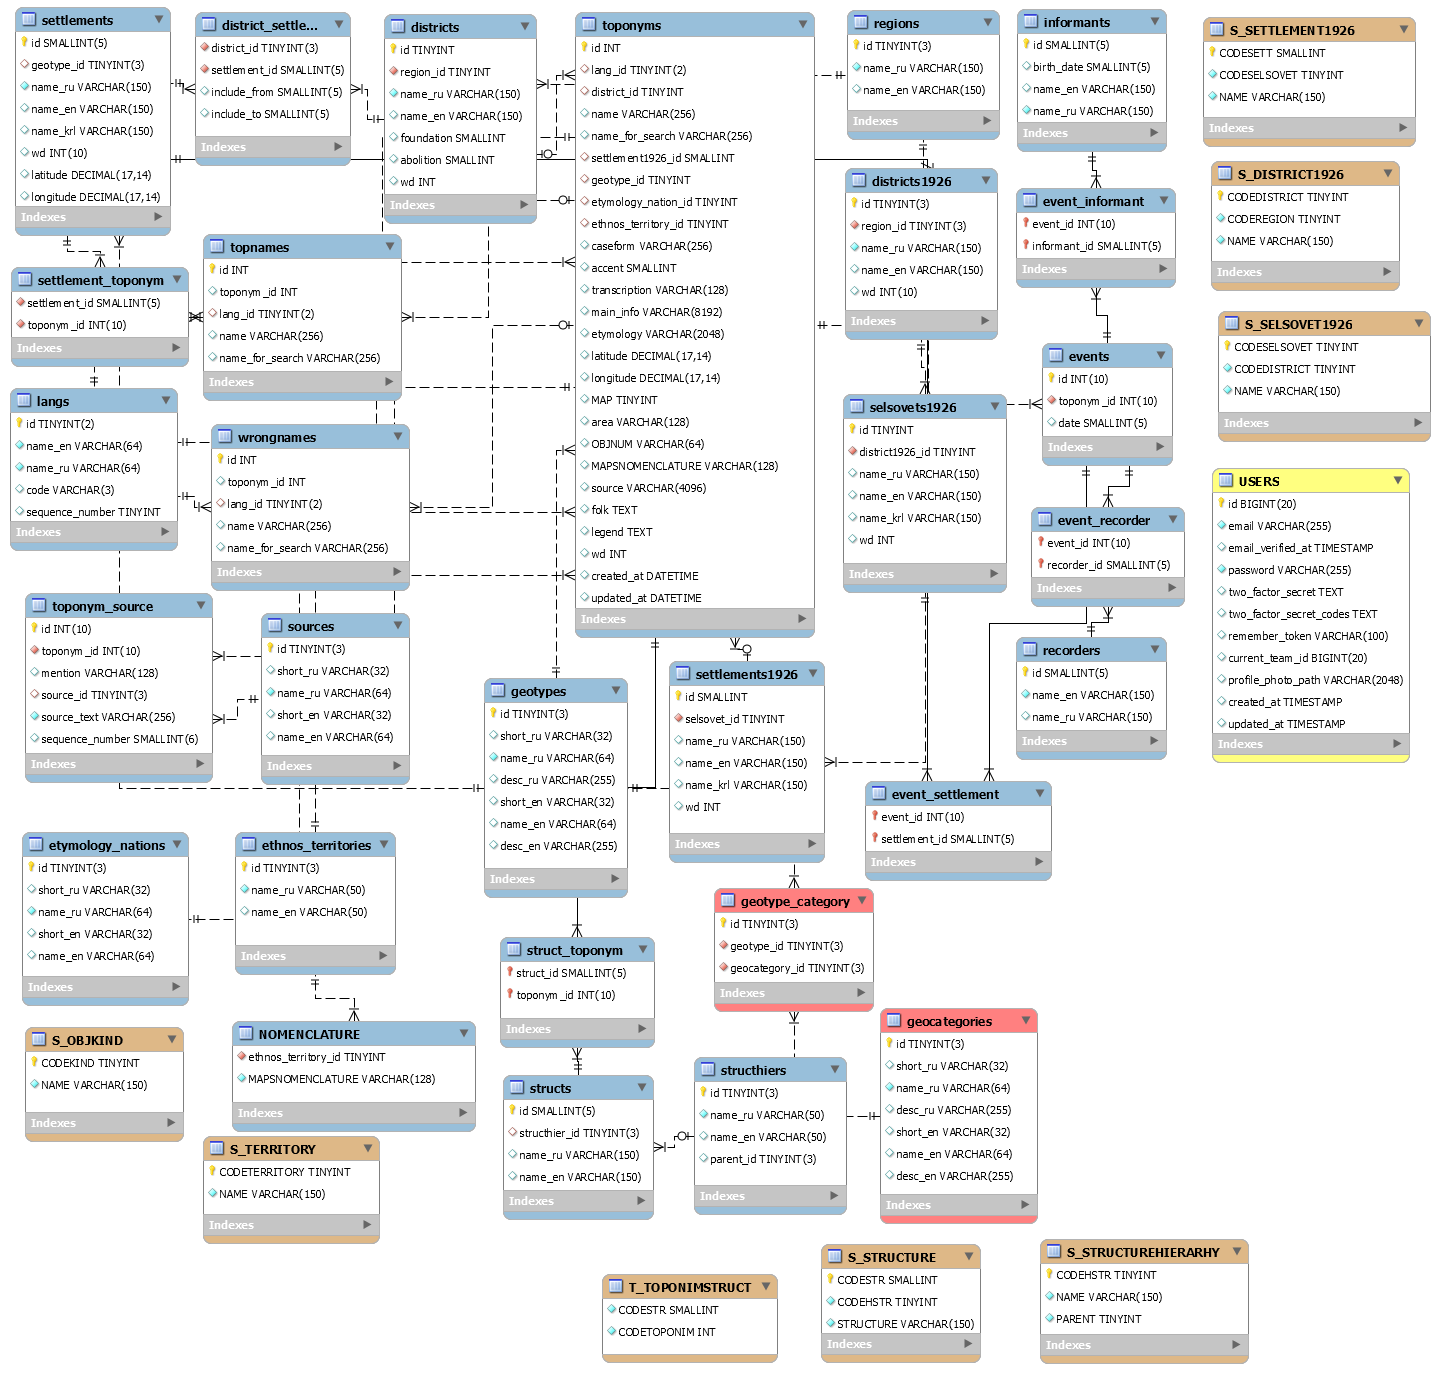 settlements
id SMALLINT(5)
geotype_id TINYINT(3)
name_ru VARCHAR(150)
name_en VARCHAR(150)
name_krl VARCHAR(150)
wd INT(10)
latitude DECIMAL(17,14)
longitude DECIMAL(17,14)
Indexes
district_settle...
district_id TINYINT(3)
settlement_id SMALLINT(5)
include_from SMALLINT(5)
include_to SMALLINT(5)
Indexes
districts
id TINYINT
region_id TINYINT
name_ru VARCHAR(150)
name_en VARCHAR(150)
foundation SMALLINT
abolition SMALLINT
wd INT
Indexes
toponyms
id INT
lang_id TINYINT(2)
district_id TINYINT
name VARCHAR(256)
name_for_search VARCHAR(256)
settlement1926_id SMALLINT
geotype_id TINYINT
etymology_nation_id TINYINT
ethnos_territory_id TINYINT
caseform VARCHAR(256)
accent SMALLINT
transcription VARCHAR(128)
main_info VARCHAR(8192)
etymology VARCHAR(2048)
latitude DECIMAL(17,14)
longitude DECIMAL(17,14)
MAP TINYINT
area VARCHAR(128)
OBJNUM VARCHAR(64)
MAPSNOMENCLATURE VARCHAR(128)
source VARCHAR(4096)
folk TEXT
legend TEXT
wd INT
created_at DATETIME
updated_at DATETIME
Indexes
regions
id TINYINT(3)
name_ru VARCHAR(150)
name_en VARCHAR(150)
Indexes
informants
id SMALLINT(5)
birth_date SMALLINT(5)
name_en VARCHAR(150)
name_ru VARCHAR(150)
Indexes
S_SETTLEMENT1926
CODESETT SMALLINT
CODESELSOVET TINYINT
NAME VARCHAR(150)
Indexes
S_DISTRICT1926
CODEDISTRICT TINYINT
CODEREGION TINYINT
NAME VARCHAR(150)
Indexes
districts1926
id TINYINT(3)
region_id TINYINT(3)
name_ru VARCHAR(150)
name_en VARCHAR(150)
wd INT(10)
Indexes
event_informant
event_id INT(10)
informant_id SMALLINT(5)
Indexes
topnames
id INT
toponym_id INT
lang_id TINYINT(2)
name VARCHAR(256)
name_for_search VARCHAR(256)
Indexes
settlement_toponym
settlement_id SMALLINT(5)
toponym_id INT(10)
Indexes
S_SELSOVET1926
CODESELSOVET TINYINT
CODEDISTRICT TINYINT
NAME VARCHAR(150)
Indexes
events
id INT(10)
toponym_id INT(10)
date SMALLINT(5)
Indexes
langs
id TINYINT(2)
name_en VARCHAR(64)
name_ru VARCHAR(64)
code VARCHAR(3)
sequence_number TINYINT
Indexes
selsovets1926
id TINYINT
district1926_id TINYINT
name_ru VARCHAR(150)
name_en VARCHAR(150)
name_krl VARCHAR(150)
wd INT
Indexes
wrongnames
id INT
toponym_id INT
lang_id TINYINT(2)
name VARCHAR(256)
name_for_search VARCHAR(256)
Indexes
USERS
id BIGINT(20)
email VARCHAR(255)
email_verified_at TIMESTAMP
password VARCHAR(255)
two_factor_secret TEXT
two_factor_secret_codes TEXT
remember_token VARCHAR(100)
current_team_id BIGINT(20)
profile_photo_path VARCHAR(2048)
created_at TIMESTAMP
updated_at TIMESTAMP
Indexes
event_recorder
event_id INT(10)
recorder_id SMALLINT(5)
Indexes
toponym_source
id INT(10)
toponym_id INT(10)
mention VARCHAR(128)
source_id TINYINT(3)
source_text VARCHAR(256)
sequence_number SMALLINT(6)
Indexes
sources
id TINYINT(3)
short_ru VARCHAR(32)
name_ru VARCHAR(64)
short_en VARCHAR(32)
name_en VARCHAR(64)
Indexes
recorders
id SMALLINT(5)
name_en VARCHAR(150)
name_ru VARCHAR(150)
Indexes
settlements1926
id SMALLINT
selsovet_id TINYINT
name_ru VARCHAR(150)
name_en VARCHAR(150)
name_krl VARCHAR(150)
wd INT
Indexes
geotypes
id TINYINT(3)
short_ru VARCHAR(32)
name_ru VARCHAR(64)
desc_ru VARCHAR(255)
short_en VARCHAR(32)
name_en VARCHAR(64)
desc_en VARCHAR(255)
Indexes
event_settlement
event_id INT(10)
settlement_id SMALLINT(5)
Indexes
etymology_nations
id TINYINT(3)
short_ru VARCHAR(32)
name_ru VARCHAR(64)
short_en VARCHAR(32)
name_en VARCHAR(64)
Indexes
ethnos_territories
id TINYINT(3)
name_ru VARCHAR(50)
name_en VARCHAR(50)
Indexes
geotype_category
id TINYINT(3)
geotype_id TINYINT(3)
geocategory_id TINYINT(3)
Indexes
struct_toponym
struct_id SMALLINT(5)
toponym_id INT(10)
Indexes
geocategories
id TINYINT(3)
short_ru VARCHAR(32)
name_ru VARCHAR(64)
desc_ru VARCHAR(255)
short_en VARCHAR(32)
name_en VARCHAR(64)
desc_en VARCHAR(255)
Indexes
S_OBJKIND
CODEKIND TINYINT
NAME VARCHAR(150)
Indexes
NOMENCLATURE
ethnos_territory_id TINYINT
MAPSNOMENCLATURE VARCHAR(128)
Indexes
structhiers
id TINYINT(3)
name_ru VARCHAR(50)
name_en VARCHAR(50)
parent_id TINYINT(3)
Indexes
structs
id SMALLINT(5)
structhier_id TINYINT(3)
name_ru VARCHAR(150)
name_en VARCHAR(150)
Indexes
S_TERRITORY
CODETERRITORY TINYINT
NAME VARCHAR(150)
Indexes
T_TOPONIMSTRUCT
CODESTR SMALLINT
CODETOPONIM INT
S_STRUCTURE
CODESTR SMALLINT
CODEHSTR TINYINT
STRUCTURE VARCHAR(150)
Indexes
S_STRUCTUREHIERARHY
CODEHSTR TINYINT
NAME VARCHAR(150)
PARENT TINYINT
Indexes